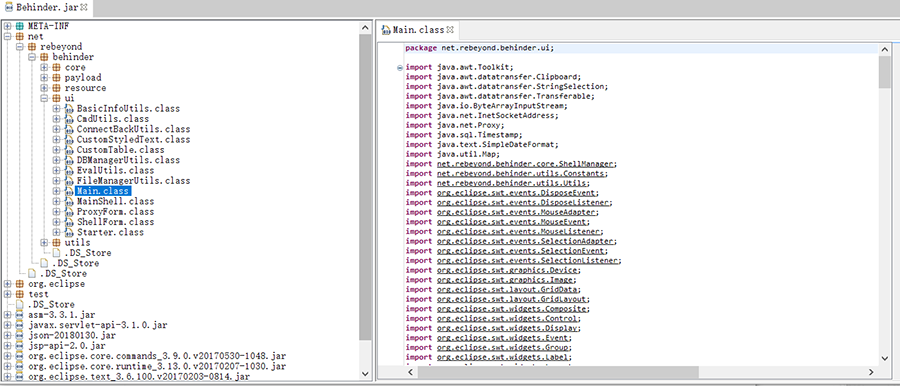 Behinder.jar
META-INF
net
rebeyond
behinder
core
payload
resource
ui
BasicInfoUtils.class
CmdUtils.class
ConnectBackUtils.class
CustomStyledText.class
CustomTable.class
DBManagerUtils.class
EvalUtils.class
FileManagerUtils.class
Main.class
MainShell.class
ProxyForm.class
ShellForm.class
Starter.class
utils
.DS_Store
.DS_Store
.DS_Store
org.eclipse
test
.DS_Store
asm-3.3.1.jar
javax.servlet-api-3.1.0.jar
json-20180130.jar
jsp-api-2.0.jar
org.eclipse.core.commands_3.9.0.v20170530-1048.jar
org.eclipse.core.runtime_3.13.0.v20170207-1030.jar
org.eclipse.text_3.6.100.v20170203-0814.jar
Main.class
package net.rebeyond.behinder.ui;
import java.awt.Toolkit;
import java.awt.datatransfer.Clipboard;
import java.awt.datatransfer.StringSelection;
import java.awt.datatransfer.Transferable;
import java.io.ByteArrayInputStream;
import java.net.InetSocketAddress;
import java.net.Proxy;
import java.sql.Timestamp;
import java.text.SimpleDateFormat;
import java.util.Map;
import net.rebeyond.behinder.core.ShellManager;
import net.rebeyond.behinder.utils.Constants;
import net.rebeyond.behinder.utils.Utils;
import org.eclipse.swt.events.DisposeEvent;
import org.eclipse.swt.events.DisposeListener;
import org.eclipse.swt.events.MouseAdapter;
import org.eclipse.swt.events.MouseEvent;
import org.eclipse.swt.events.MouseListener;
import org.eclipse.swt.events.SelectionAdapter;
import org.eclipse.swt.events.SelectionEvent;
import org.eclipse.swt.events.SelectionListener;
import org.eclipse.swt.graphics.Device;
import org.eclipse.swt.graphics.Image;
import org.eclipse.swt.layout.GridData;
import org.eclipse.swt.layout.GridLayout;
import org.eclipse.swt.widgets.Composite;
import org.eclipse.swt.widgets.Control;
import org.eclipse.swt.widgets.Display;
import org.eclipse.swt.widgets.Event;
import org.eclipse.swt.widgets.Group;
import org.eclipse.swt.widgets.Label;